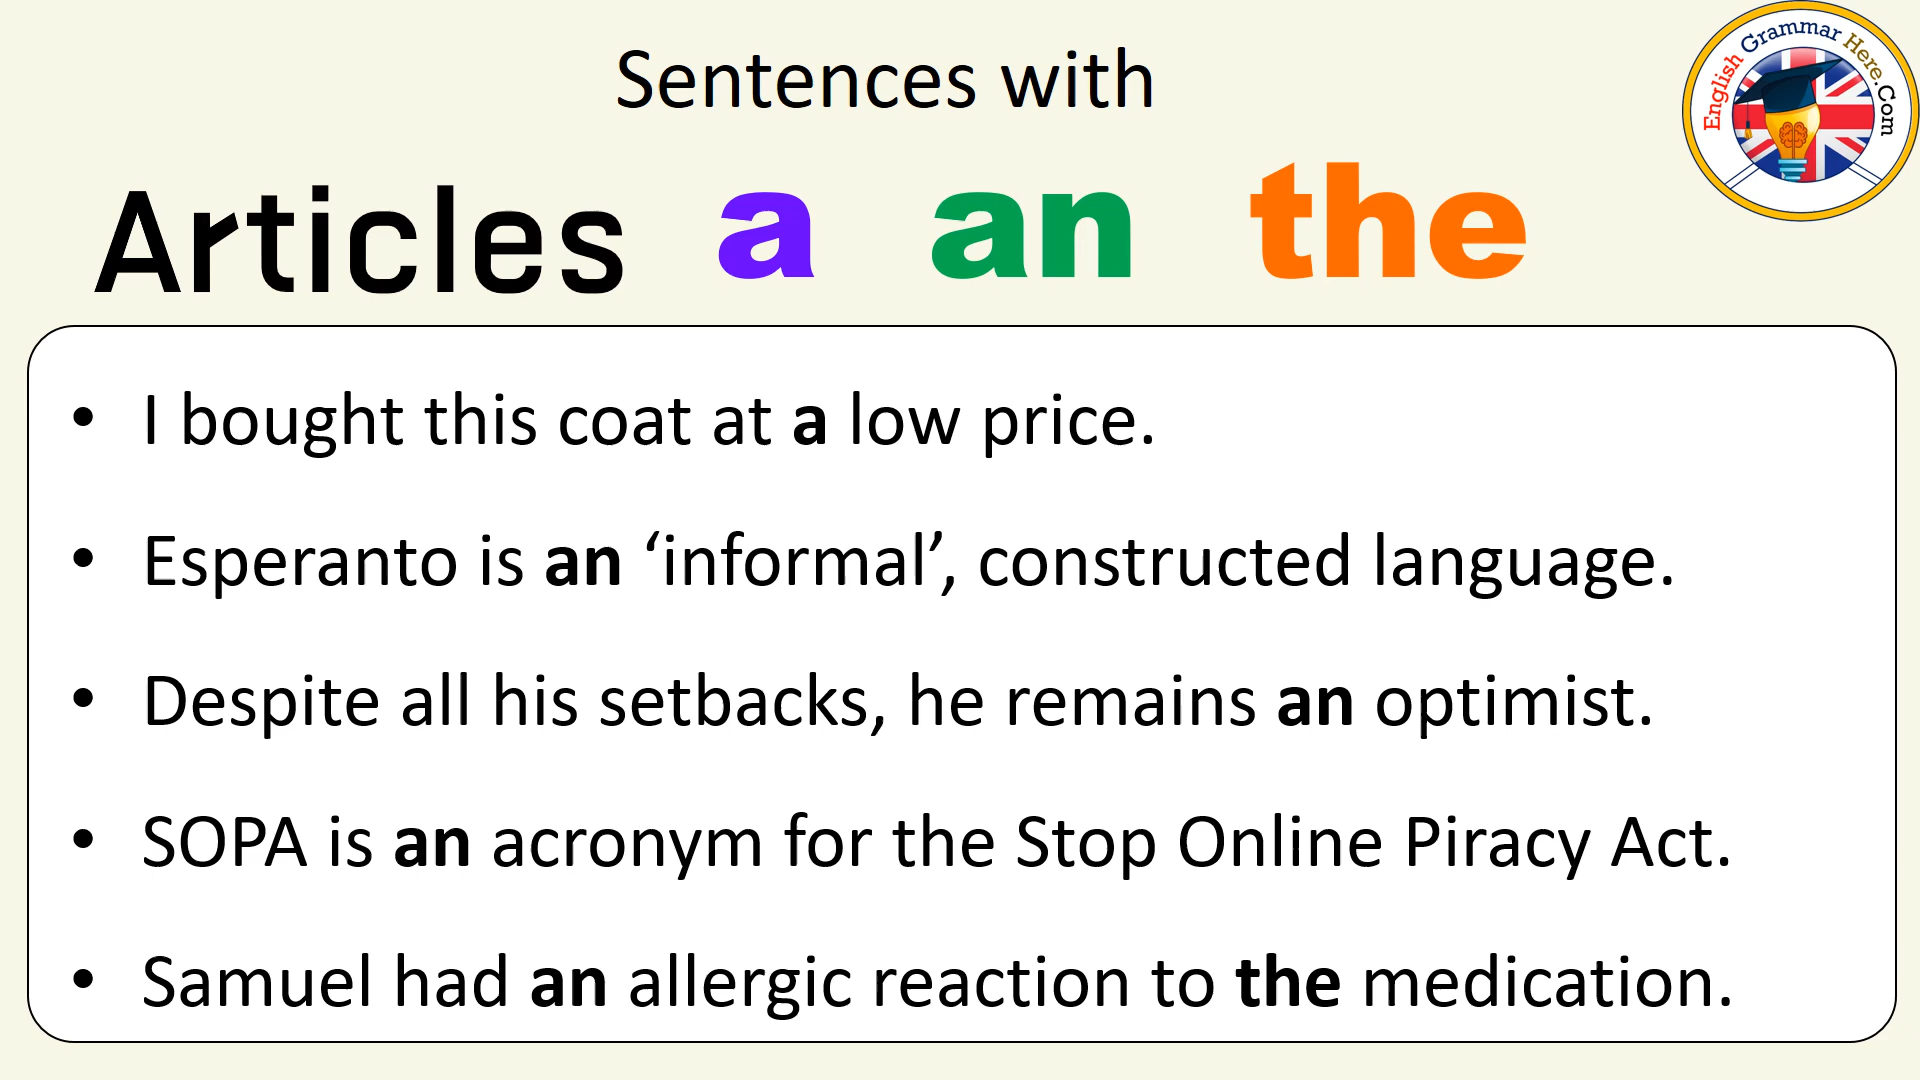 Sentences with
English Grammar Here.Com
Articles a an the
• I bought this coat at a low price.
• Esperanto is an ‘informal’, constructed language.
• Despite all his setbacks, he remains an optimist.
• SOPA is an acronym for the Stop Online Piracy Act.
• Samuel had an allergic reaction to the medication.